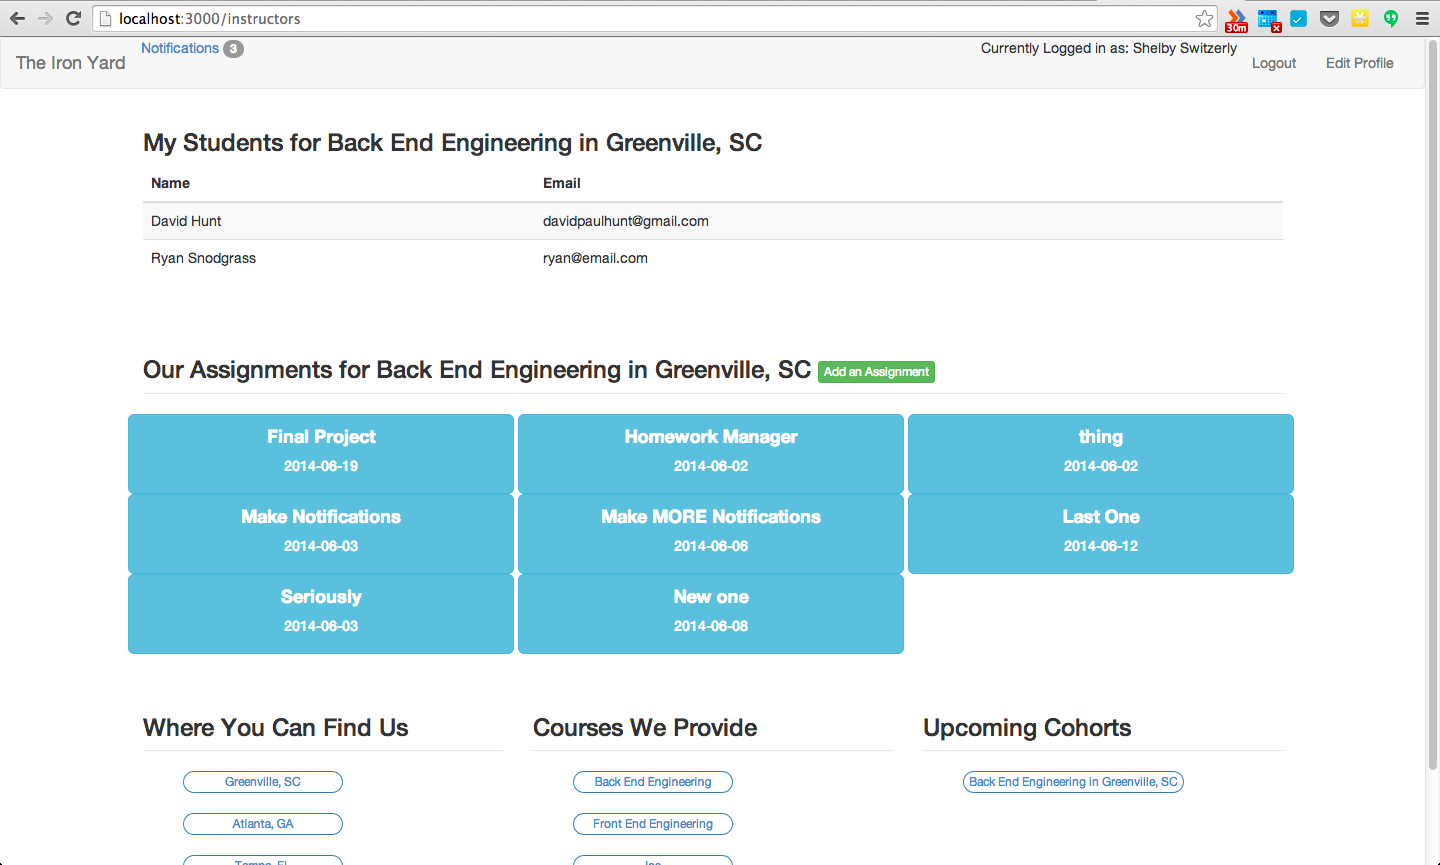 localhost:3000/instructors
30m
The Iron Yard
Notifications 3
Currently Logged in as: Shelby Switzerly
Logout
Edit Profile
My Students for Back End Engineering in Greenville, SC
Name Email
David Hunt davidpaulhunt@gmail.com
Ryan Snodgrass ryan@email.com
Our Assignments for Back End Engineering in Greenville, SC Add an Assignment
Final Project Homework Manager thing
2014-06-19 2014-06-02 2014-06-02
Make Notifications Make MORE Notifications Last One
2014-06-03 2014-06-06 2014-06-12
Seriously New one
2014-06-03 2014-06-08
Where You Can Find Us Courses We Provide Upcoming Cohorts
Greenville, SC Back End Engineering Back End Engineering in Greenville, SC
Atlanta, GA Front End Engineering